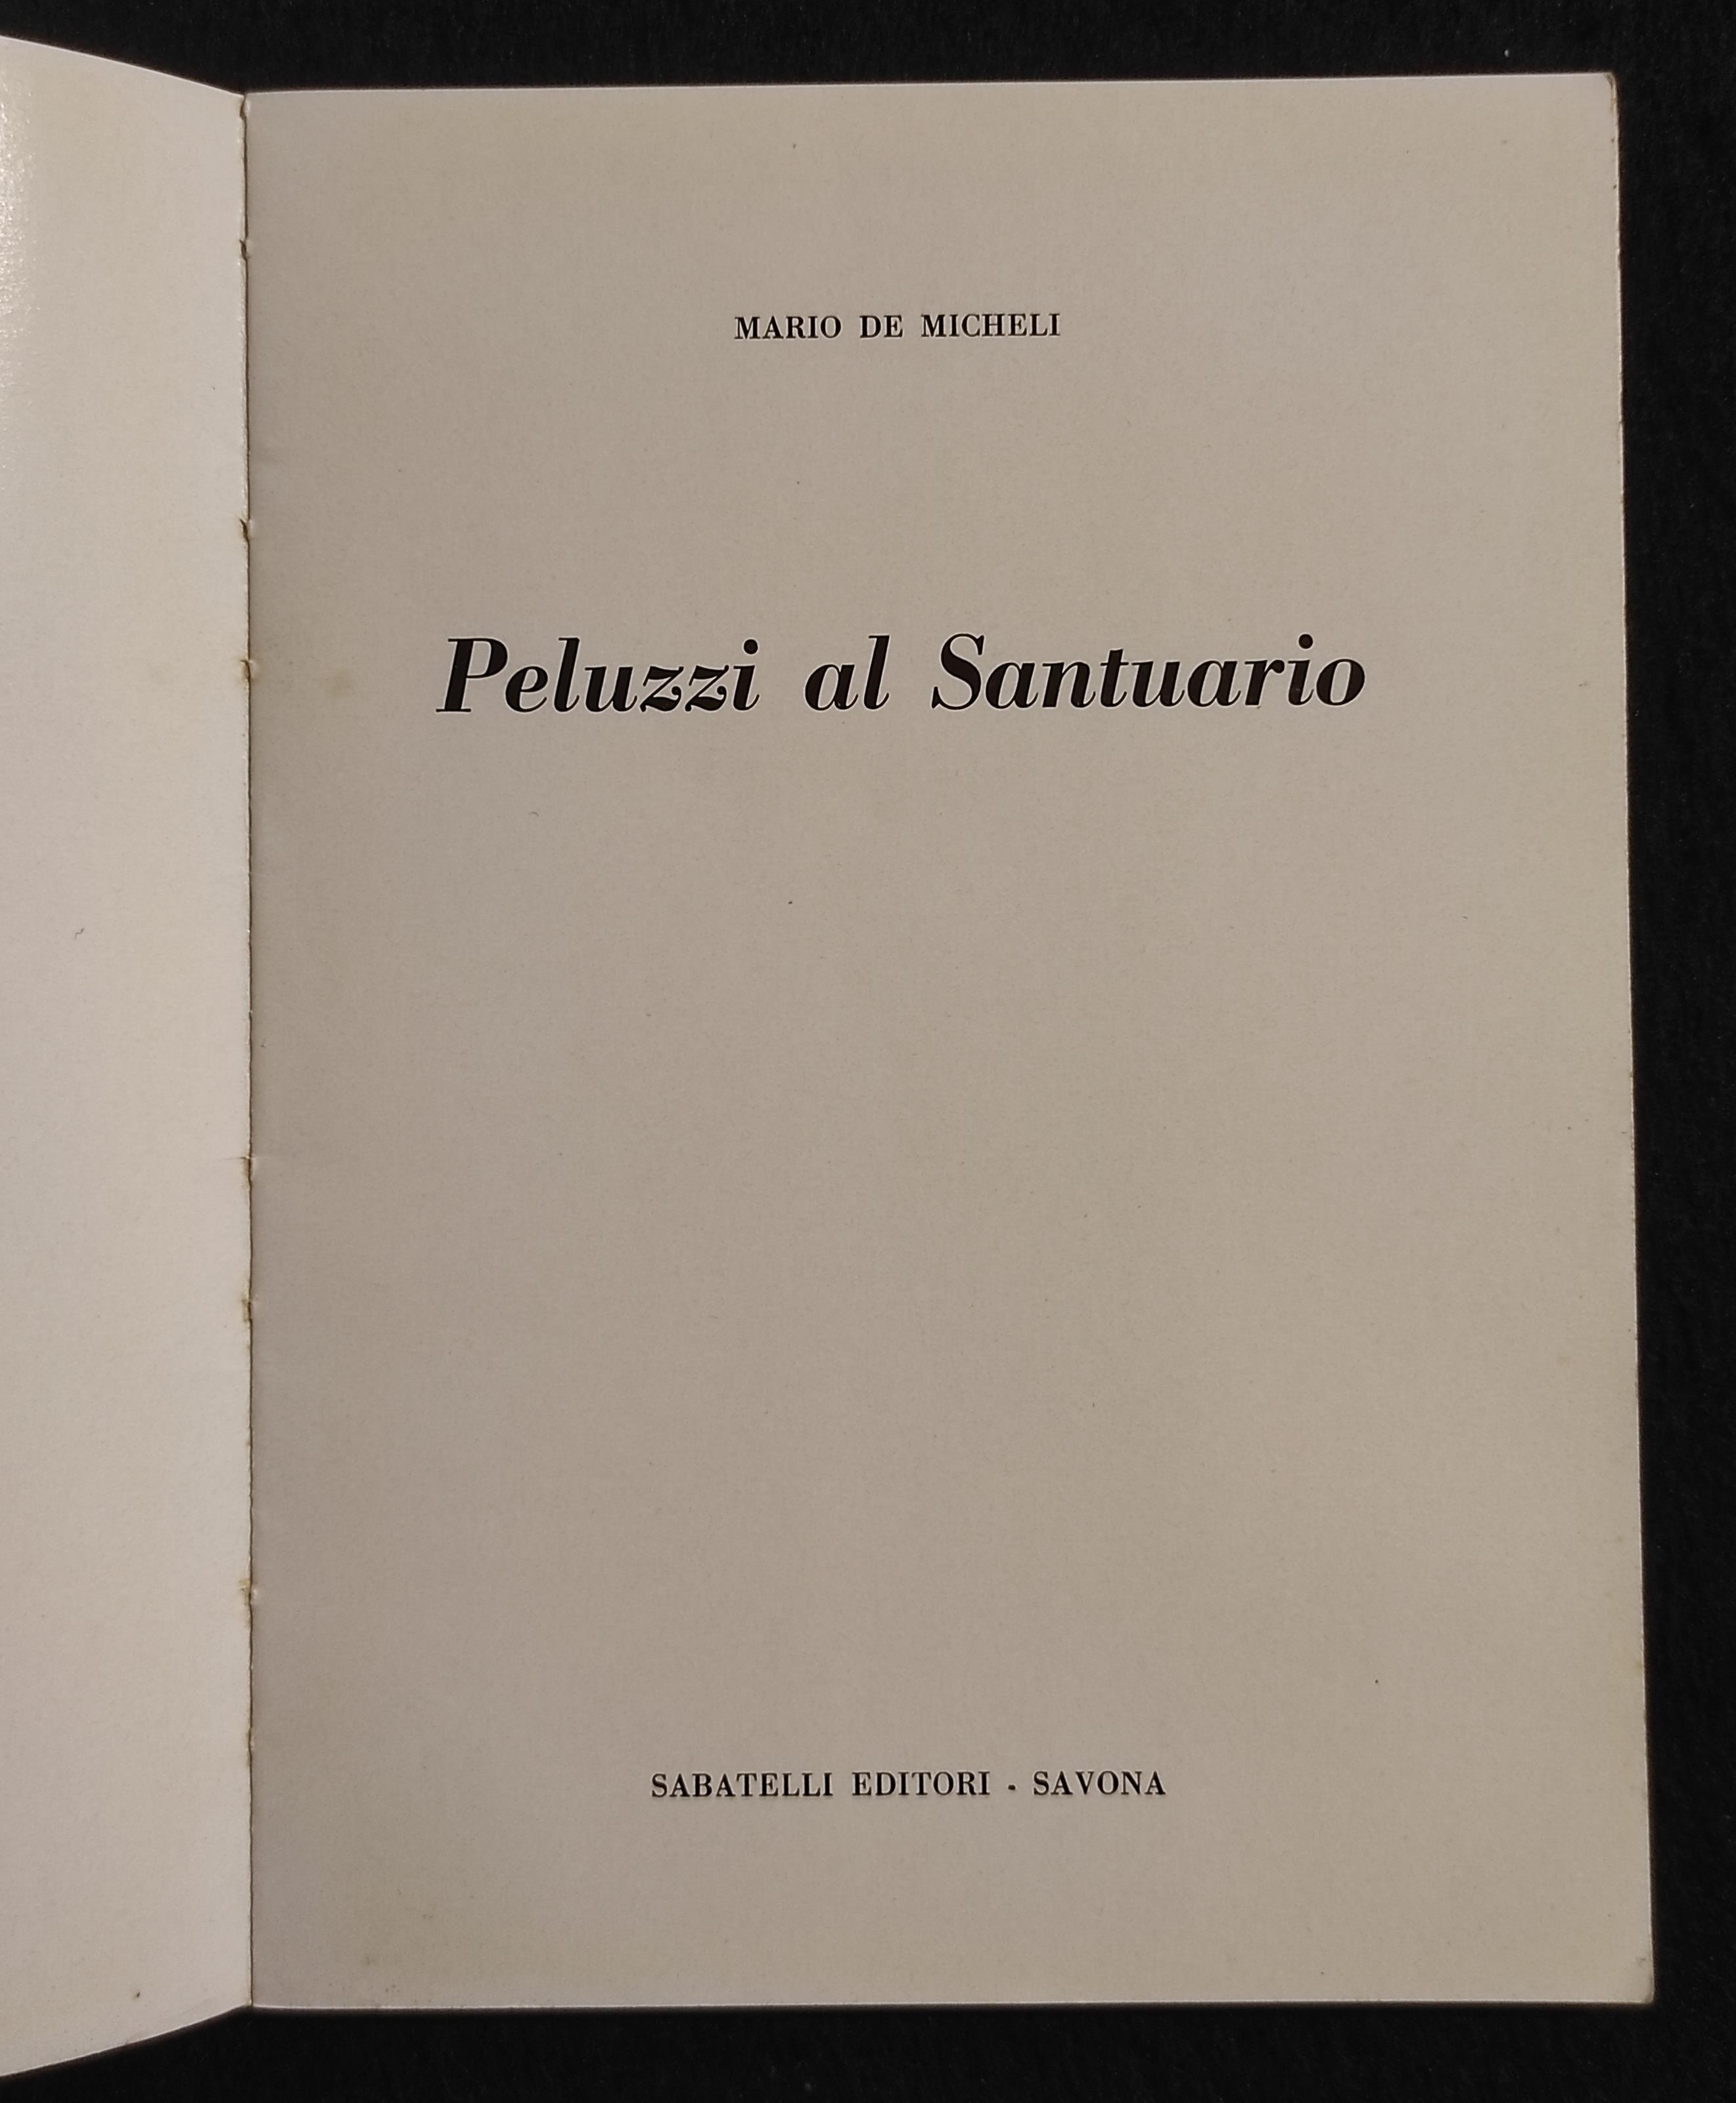 MARIO DE MICHELI
Peluzzi al Santuario
SABATELLI EDITORI - SAVONA